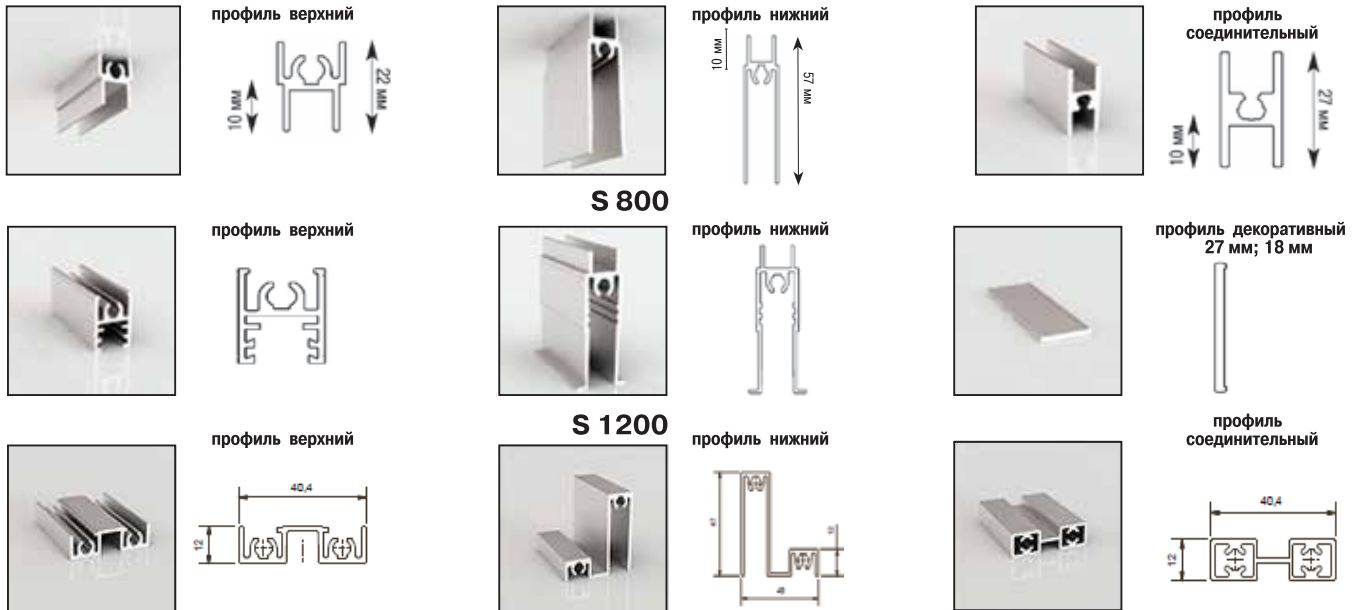 профиль верхний
22 мм
10 мм
профиль нижний
10 мм
57 мм
профиль
соединительный
27 мм
10 мм
S 800
профиль верхний
профиль нижний
профиль декоративный
27 мм; 18 мм
S 1200
профиль верхний
40,4
12
профиль нижний
12
профиль
соединительный
40,4
12